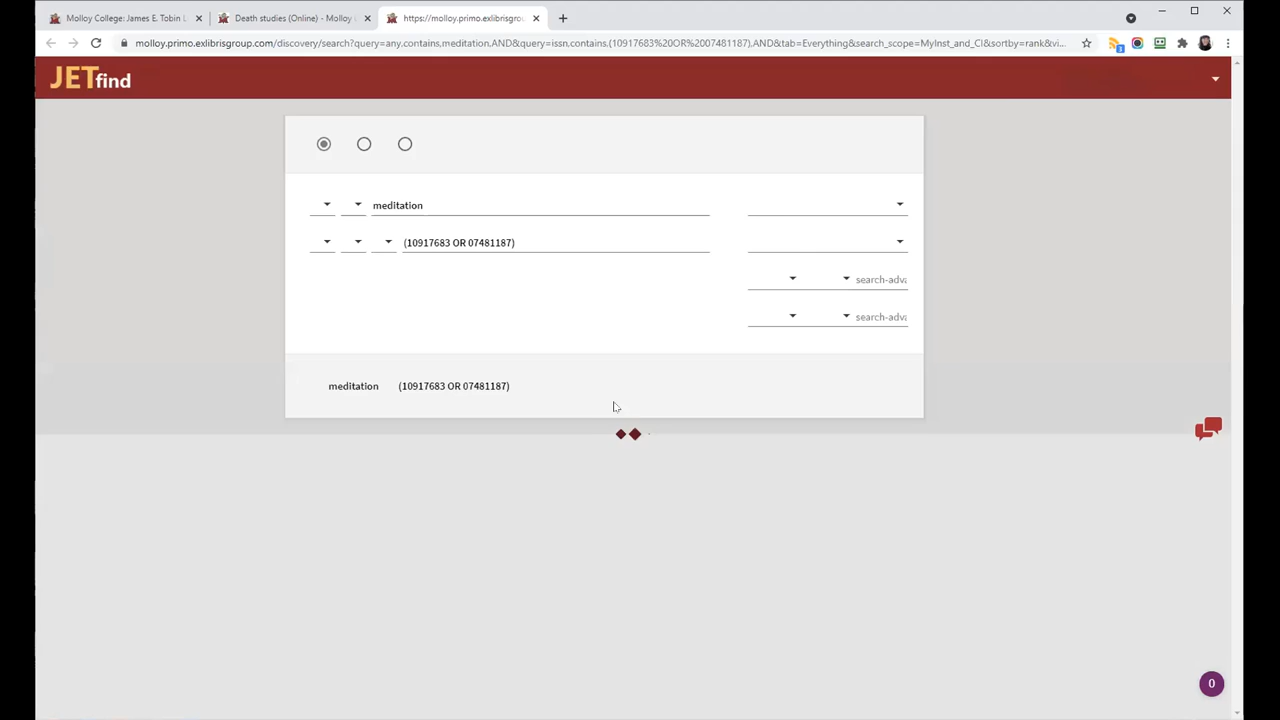 Molloy College: James E. Tobin L
Death studies (Online) - Molloy
https://molloy.primo.exlibrisgrou
molloy.primo.exlibrisgroup.com/discovery/search?query=any,contains,meditation,AND&query=issn,contains,(10917683%20OR%2007481187),AND&tab=Everything&search_scope=MyInst_and_CI&sortby=rank&vi...
3
JETfind
meditation
(10917683 OR 07481187)
search-adva
search-adva
meditation (10917683 OR 07481187)
0